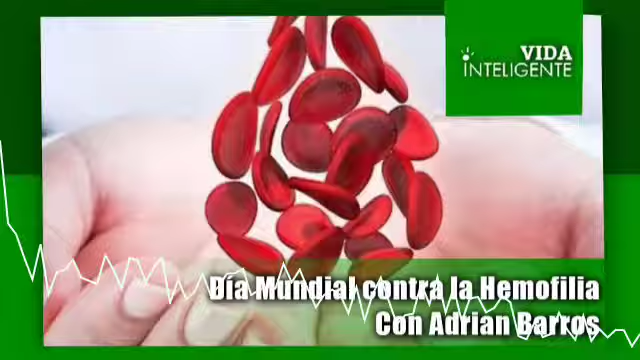 VIDA
INTELIGENTE
Día Mundial contra la Hemofilia
Con Adrian Barros